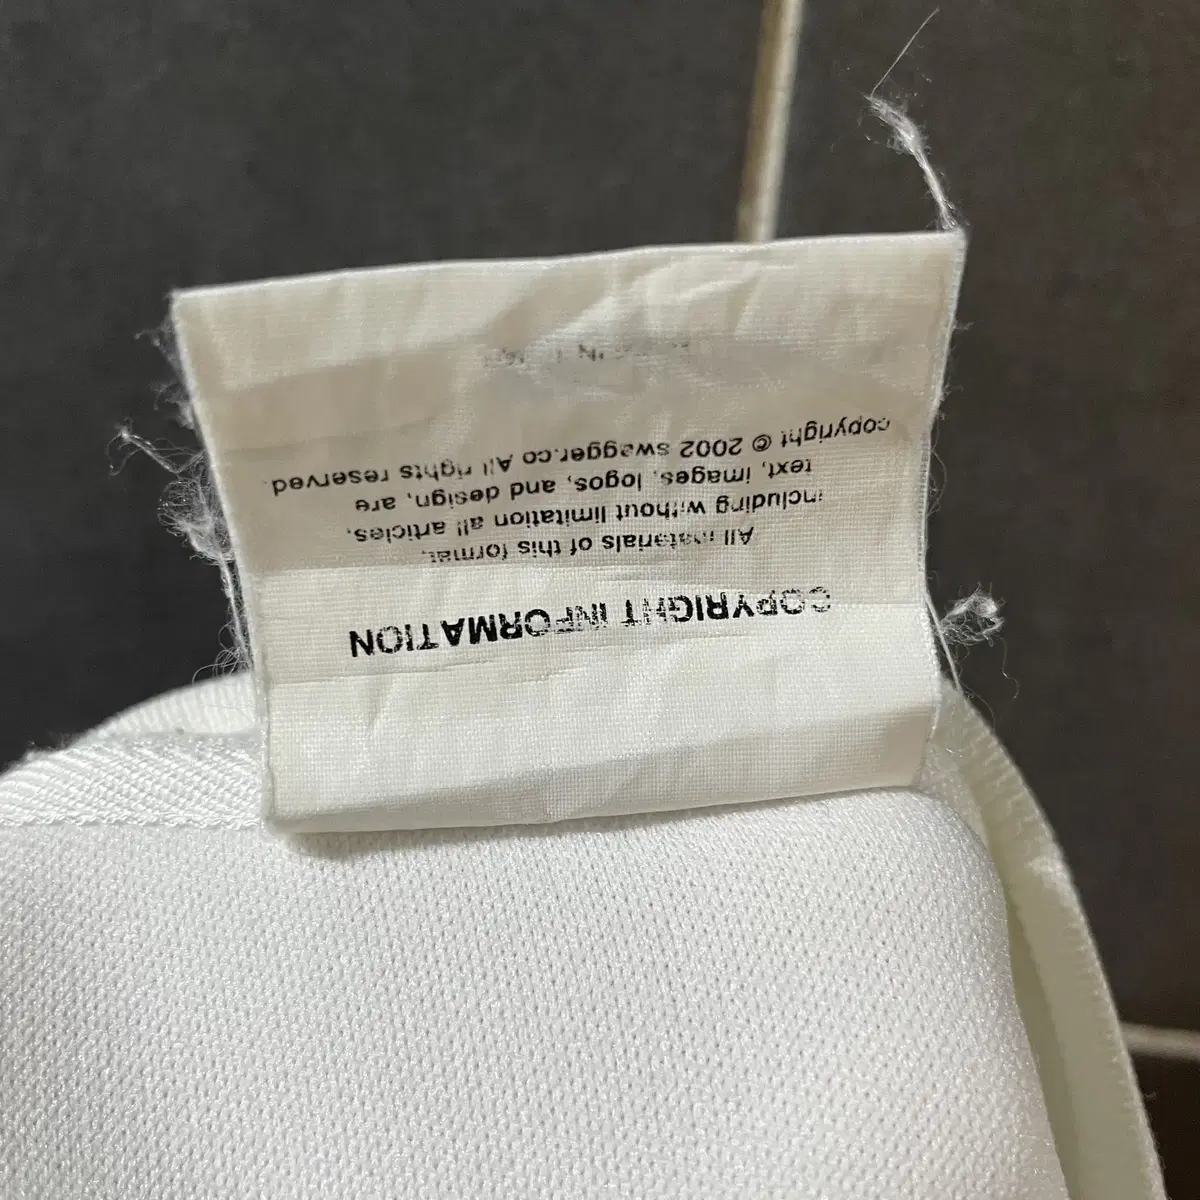 COPYRIGHT INFORMATION
All materials of this format,
including without limitation all articles,
text, images, logos, and design, are
copyright © 2002 swagger.co All rights reserved.